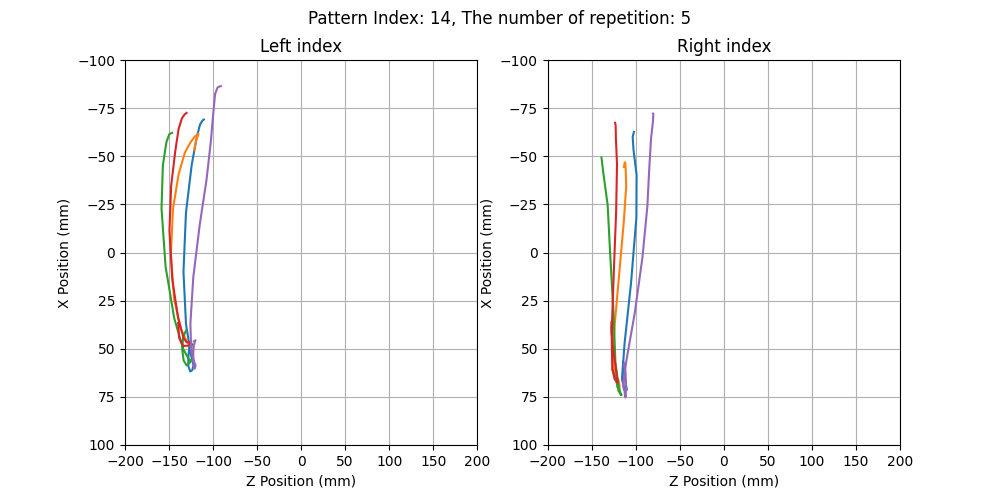 Pattern Index: 14, The number of repetition: 5
Left index
Right index
−100
−75
−50
−25
0
25
50
75
100
−200 −150 −100 −50 0 50 100 150 200
X Position (mm)
Z Position (mm)
−100
−75
−50
−25
0
25
50
75
100
−200 −150 −100 −50 0 50 100 150 200
X Position (mm)
Z Position (mm)